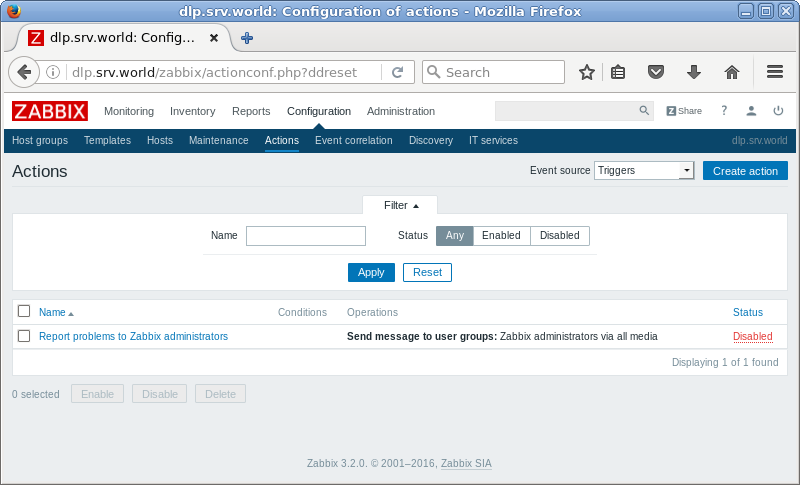 dlp.srv.world: Configuration of actions - Mozilla Firefox
dlp.srv.world: Config...
dlp.srv.world/zabbix/actionconf.php?ddreset
Search
ZABBIX Monitoring Inventory Reports Configuration Administration Z Share ?
Host groups Templates Hosts Maintenance Actions Event correlation Discovery IT services dlp.srv.world
Actions Event source Triggers Create action
Filter
Name Status Any Enabled Disabled
Apply Reset
Name Conditions Operations Status
Report problems to Zabbix administrators Send message to user groups: Zabbix administrators via all media Disabled
Displaying 1 of 1 found
0 selected Enable Disable Delete
Zabbix 3.2.0. © 2001–2016, Zabbix SIA